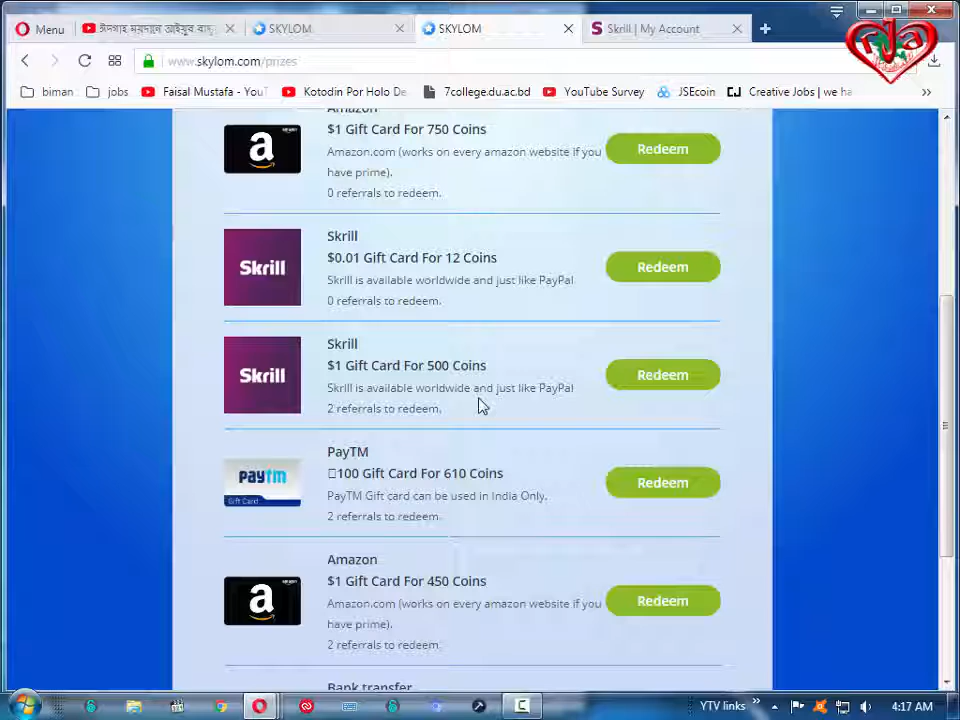 Menu
ঈদগাহ ময়দানে আইয়ুব বাচ্চু
SKYLOM
SKYLOM
Skrill | My Account
www.skylom.com/prizes
biman
jobs
Faisal Mustafa - YouT
Kotodin Por Holo De
7college.du.ac.bd
YouTube Survey
JSEcoin
Creative Jobs | we ha
Amazon
$1 Gift Card For 750 Coins
Amazon.com (works on every amazon website if you
have prime).
0 referrals to redeem.
Redeem
Skrill
Skrill
$0.01 Gift Card For 12 Coins
Skrill is available worldwide and just like PayPal
0 referrals to redeem.
Redeem
Skrill
Skrill
$1 Gift Card For 500 Coins
Skrill is available worldwide and just like PayPal
2 referrals to redeem.
Redeem
paytm
Gift Card
PayTM
▯100 Gift Card For 610 Coins
PayTM Gift card can be used in India Only.
2 referrals to redeem.
Redeem
Amazon
$1 Gift Card For 450 Coins
Amazon.com (works on every amazon website if you
have prime).
2 referrals to redeem.
Redeem
Bank transfer
YTV links
4:17 AM